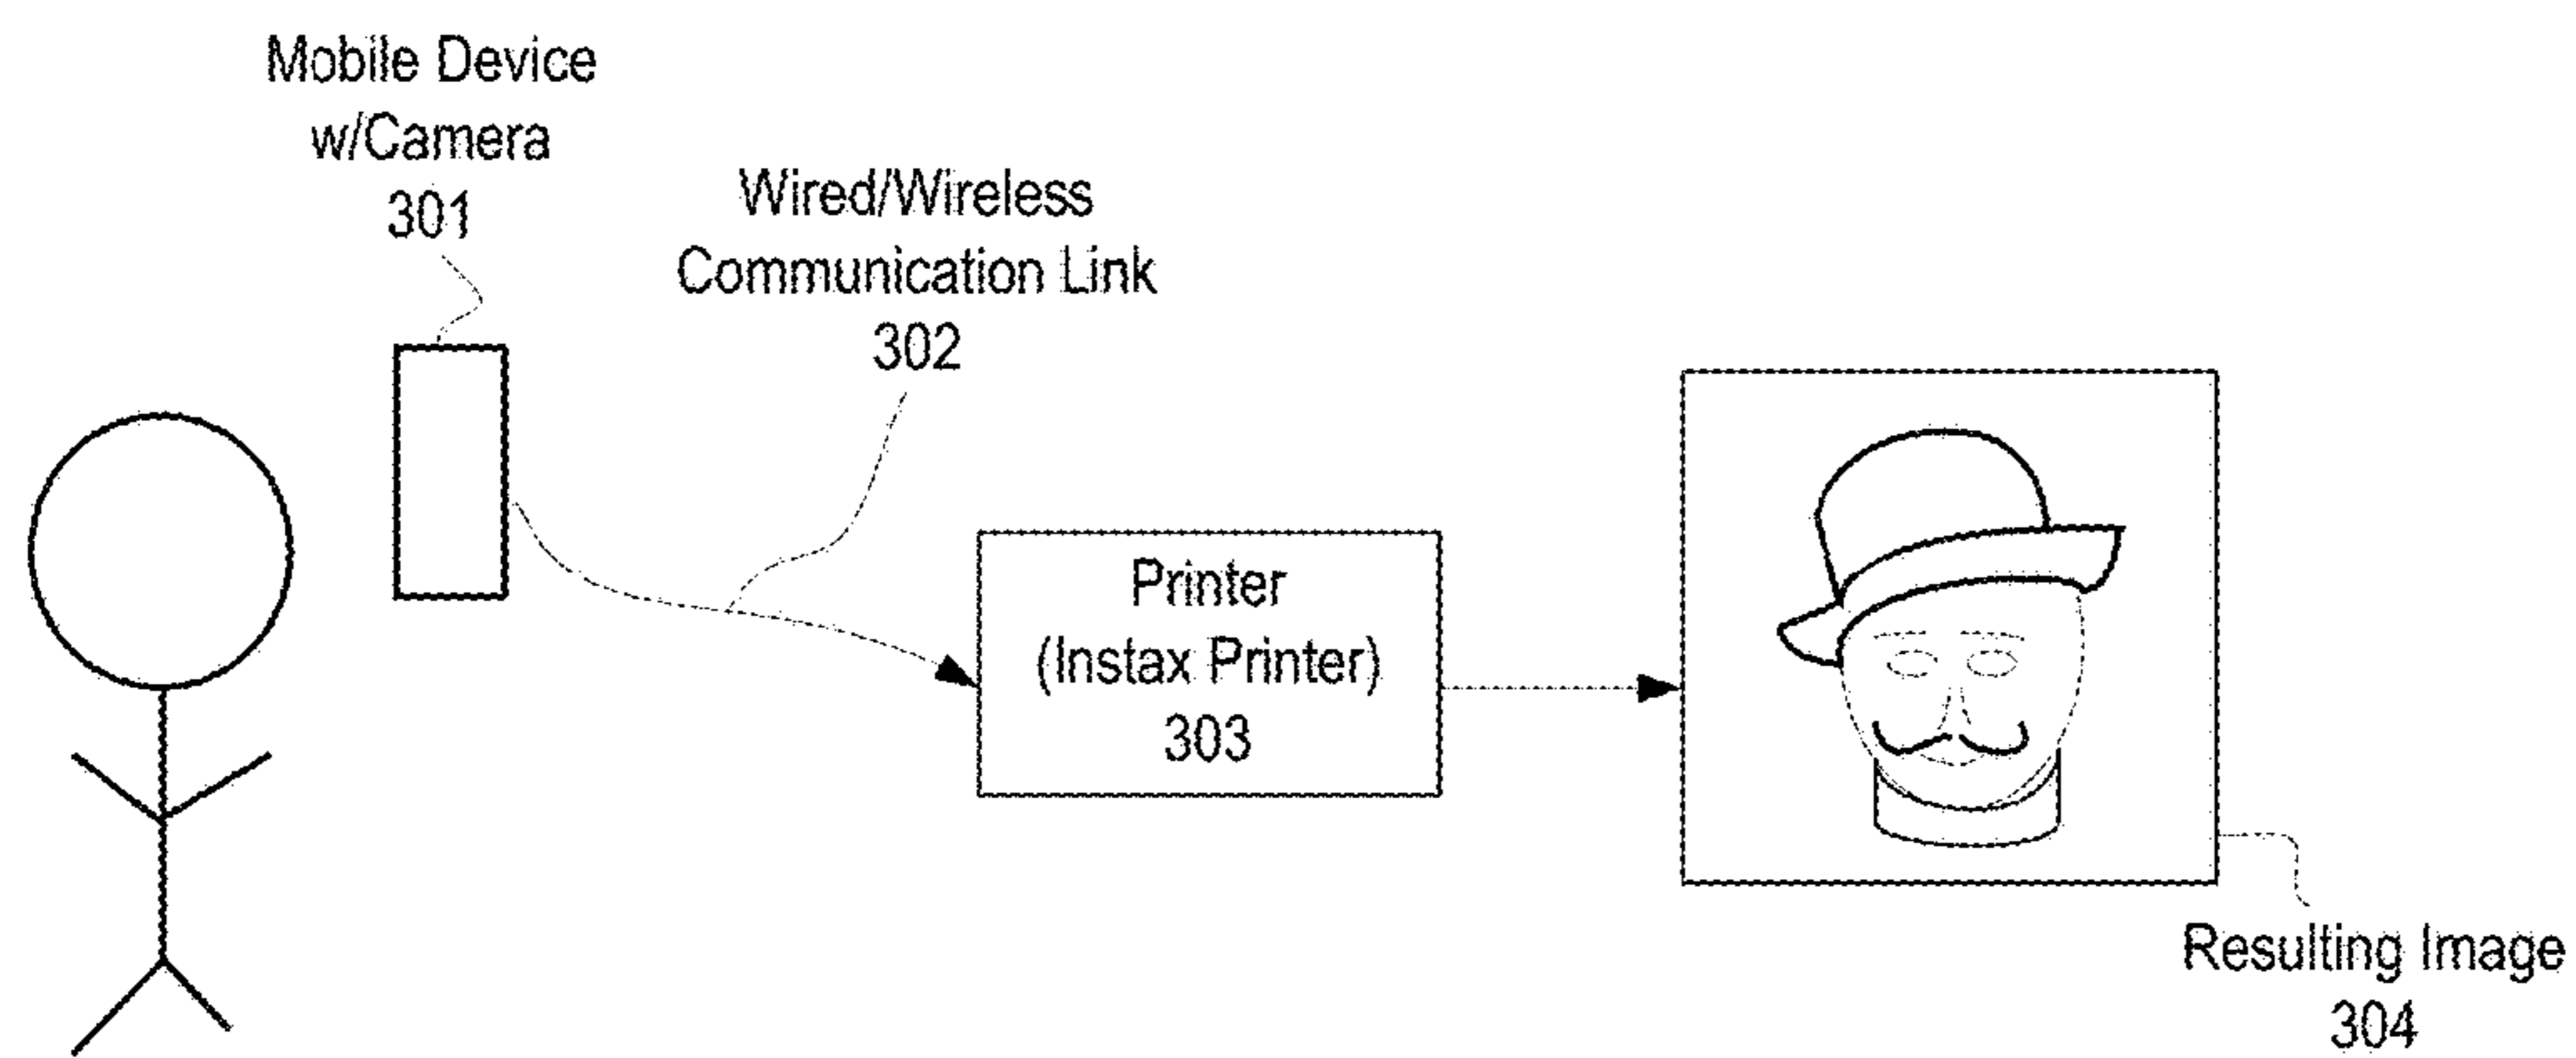 Mobile Device
w/Camera
301
Wired/Wireless
Communication Link
302
Printer
(Instax Printer)
303
Resulting Image
304